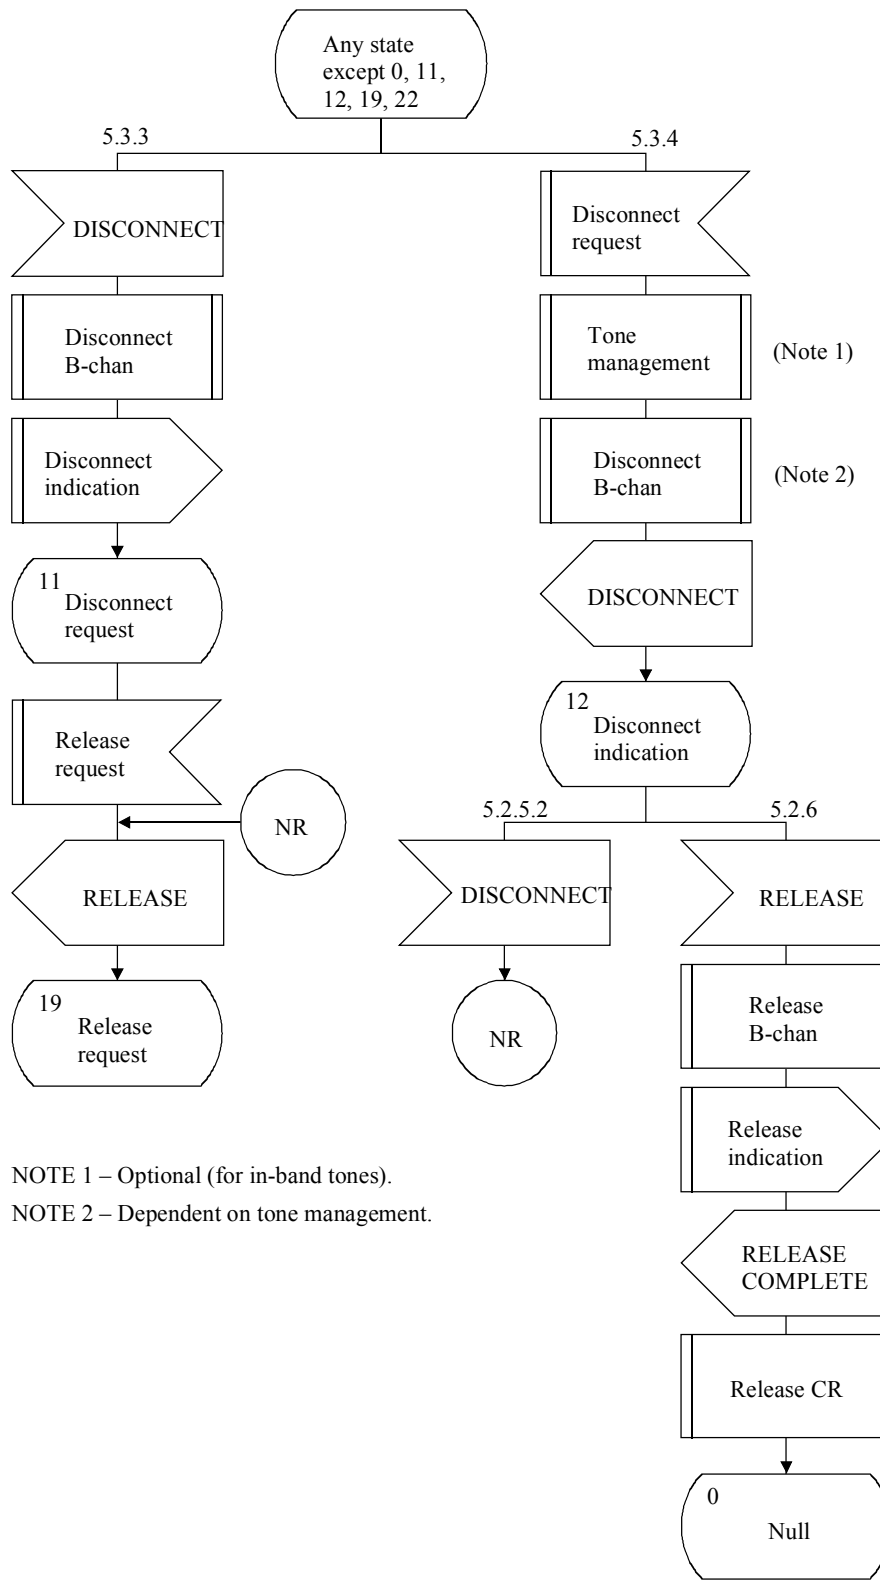 Any state
except 0, 11,
12, 19, 22
5.3.3
5.3.4
DISCONNECT
Disconnect
request
Disconnect
B-chan
Tone
management
(Note 1)
Disconnect
indication
Disconnect
B-chan
(Note 2)
11
Disconnect
request
DISCONNECT
Release
request
12
Disconnect
indication
NR
5.2.5.2
5.2.6
RELEASE
DISCONNECT
RELEASE
19
Release
request
NR
Release
B-chan
Release
indication
NOTE 1 – Optional (for in-band tones).
NOTE 2 – Dependent on tone management.
RELEASE
COMPLETE
Release CR
0
Null